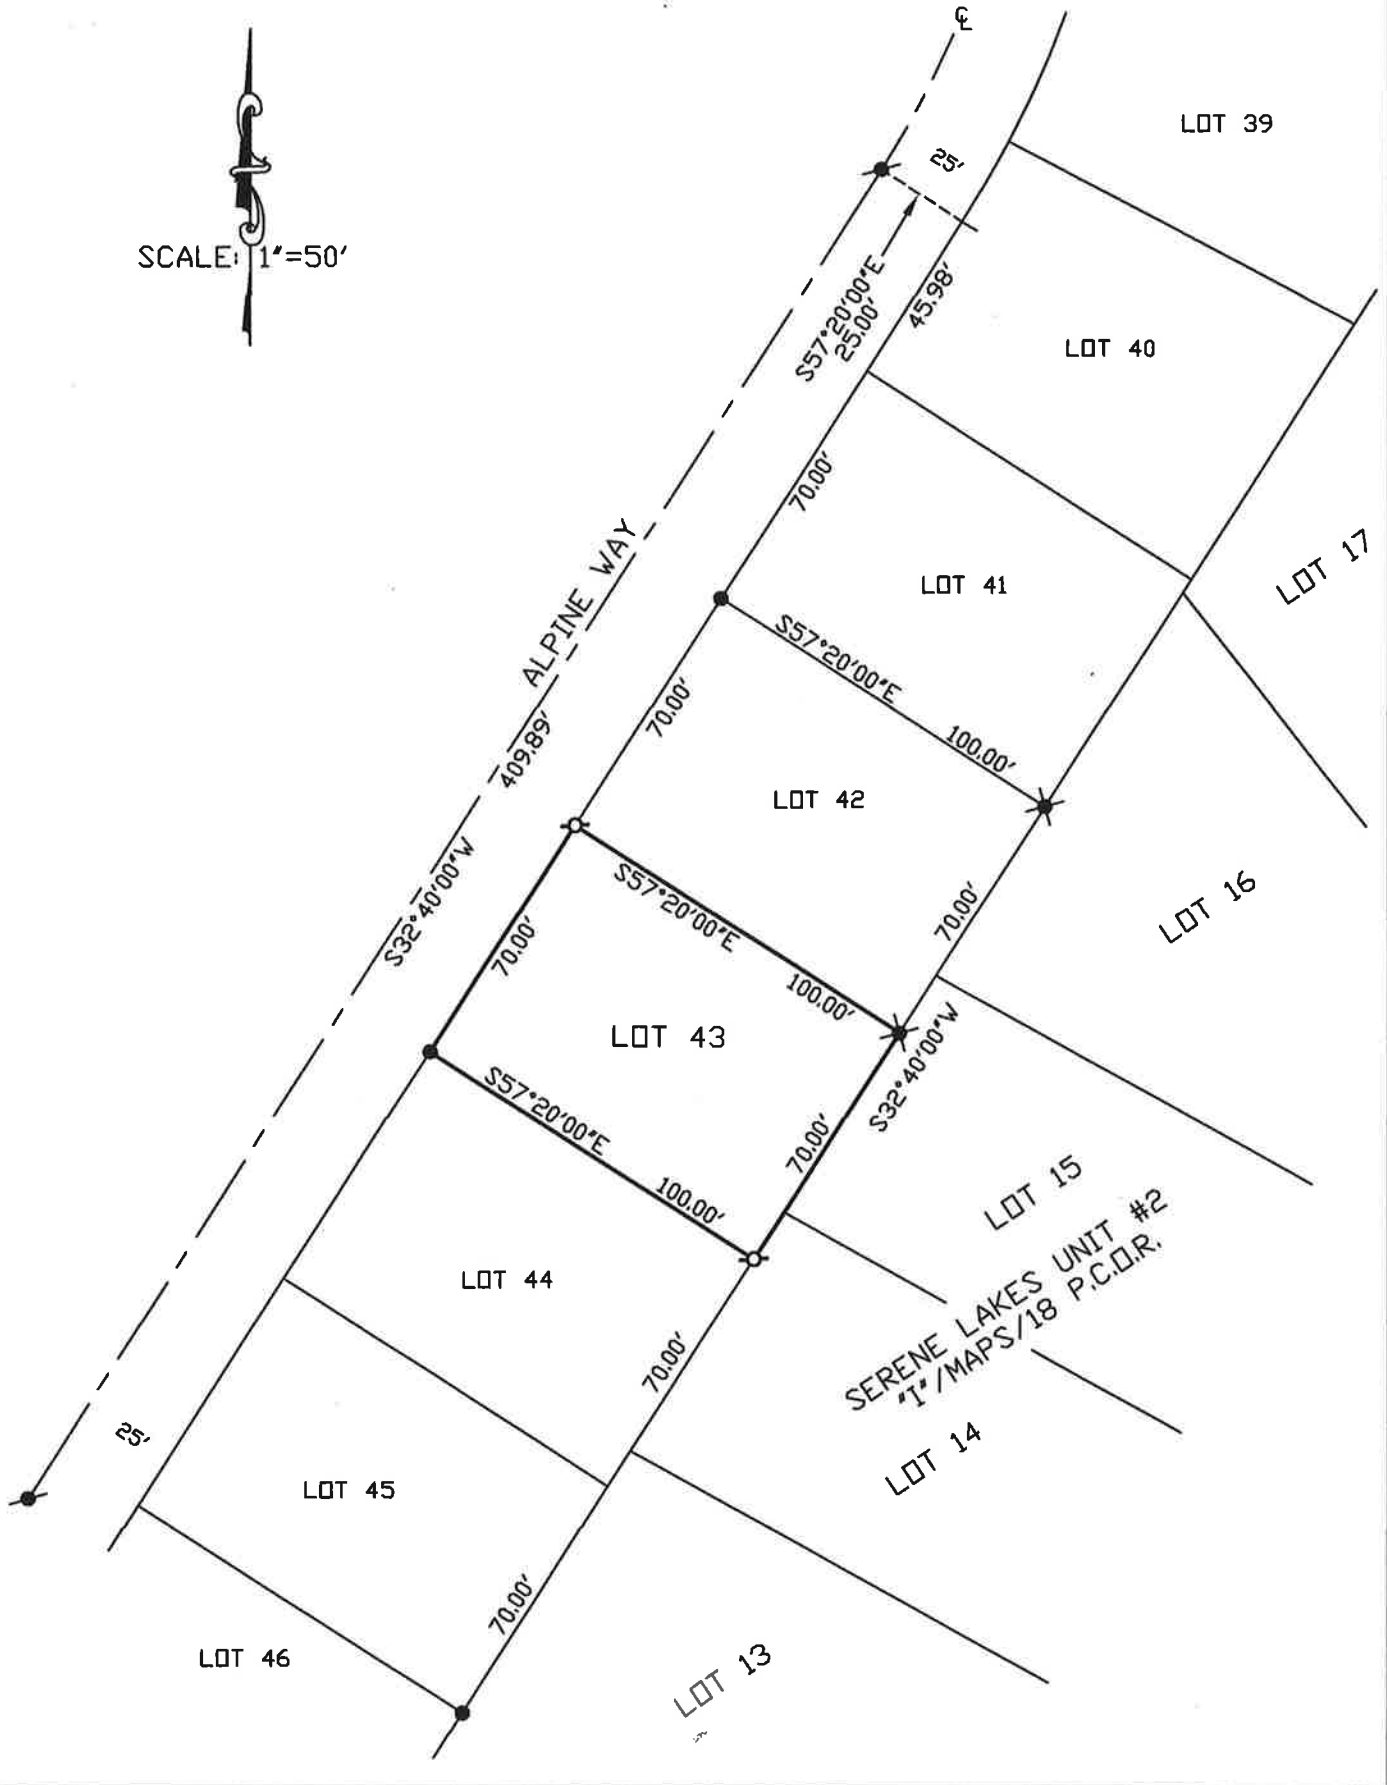 ℄
LOT 39
25'
SCALE: 1"=50'
S57°20'00"E
25.00'
45.98'
LOT 40
70.00'
LOT 17
ALPINE WAY
LOT 41
S57°20'00"E
100.00'
70.00'
409.89'
LOT 42
S32°40'00"W
S57°20'00"E
100.00'
70.00'
LOT 16
70.00'
LOT 43
S32°40'00"W
S57°20'00"E
100.00'
70.00'
LOT 15
SERENE LAKES UNIT #2
"I"/MAPS/18 P.C.O.R.
LOT 44
70.00'
25'
LOT 14
LOT 45
70.00'
LOT 46
LOT 13